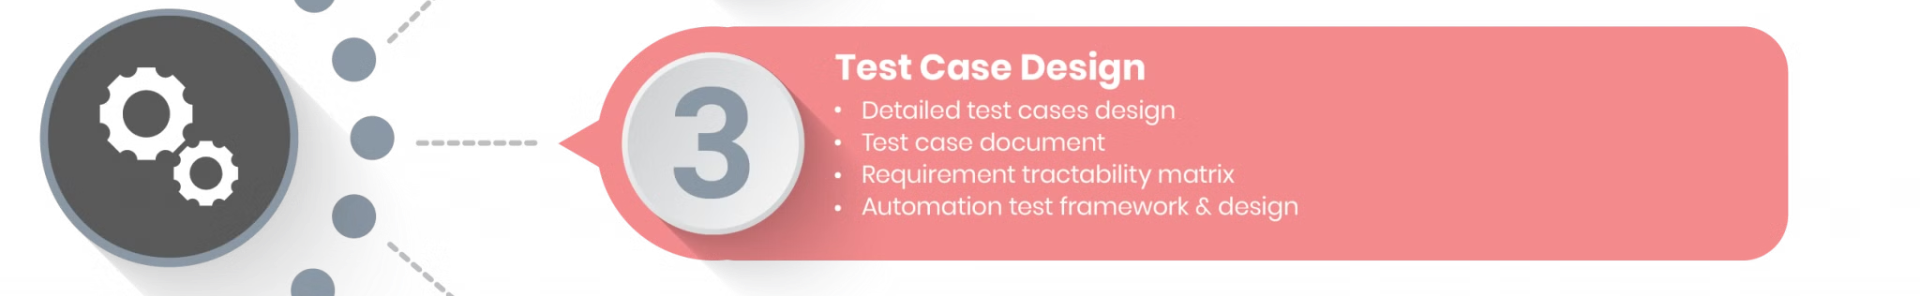 3
Test Case Design
• Detailed test cases design
• Test case document
• Requirement tractability matrix
• Automation test framework & design